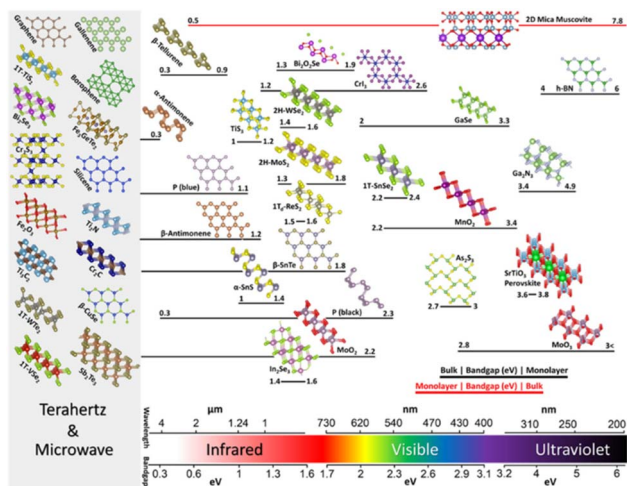 Graphene
Gallenene
1T-TiS₂
Borophene
Bi₂Se
Fe₃GeTe₂
Cr₂S₃
Silicene
Fe₂O₃
Ti₂N
Ti₃C₂
Cr₂C
1T-WTe₂
β-CuSe
1T-VSe₂
Sb₂Te₃
Terahertz
&
Microwave
0.5
2D Mica Muscovite
7.8
β-Tellurene
0.3
0.9
1.3
Bi₂O₂Se
1.9
1.2
CrI₃
2.6
4
h-BN
6
α-Antimonene
0.3
TiS₃
1
1.2
2H-WSe₂
1.4
1.6
2
GaSe
3.3
2H-MoS₂
1.3
1.8
1T-SnSe₂
2.2
2.4
Ga₂N₃
3.4
4.9
P (blue)
1.1
1.5
1.6
MnO₂
2.2
3.4
β-Antimonene
1.2
β-SnTe
1.8
α-SnS
1
1.4
As₂S₃
2.7
3
SrTiO₃
Perovskite
3.6
3.8
0.3
P (black)
2.3
MoO₂
2.2
In₂Se₃
1.4
1.6
2.8
MoO₃
3<
Bulk | Bandgap (eV) | Monolayer
Monolayer | Bandgap (eV) | Bulk
Wavelength
μm
nm
nm
4
2
1.24
1
730
620
540
470
430
400
310
250
200
Infrared
Visible
Ultraviolet
Bandgap
0.3
0.6
1
1.3
1.7
2
2.3
2.6
2.9
3.1
3.2
4
5
6
eV
eV
eV